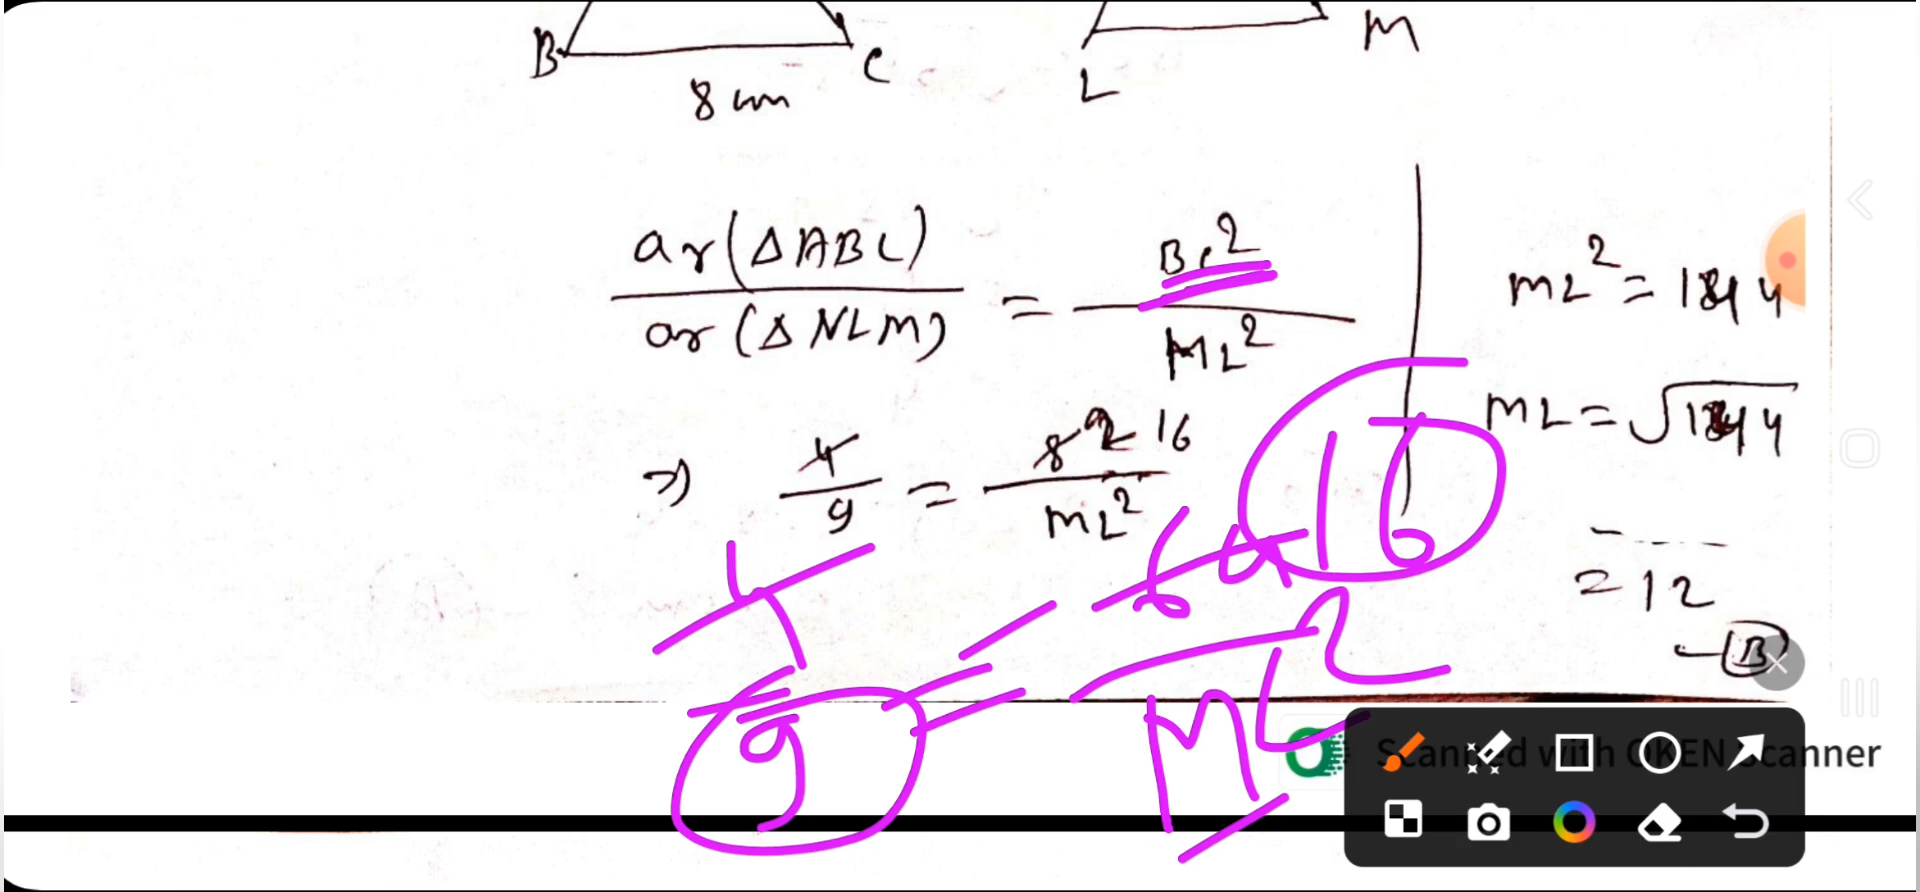 B C M
8 cm L
ar(ΔABC) / ar(ΔNLM) = BC² / ML²
⇒ 4/9 = 8² 16 / ML²
4/9 = 64 16 / ML²
ML² = 144
ML = √144
= 12
— (B)
Scanned with OKEN Scanner